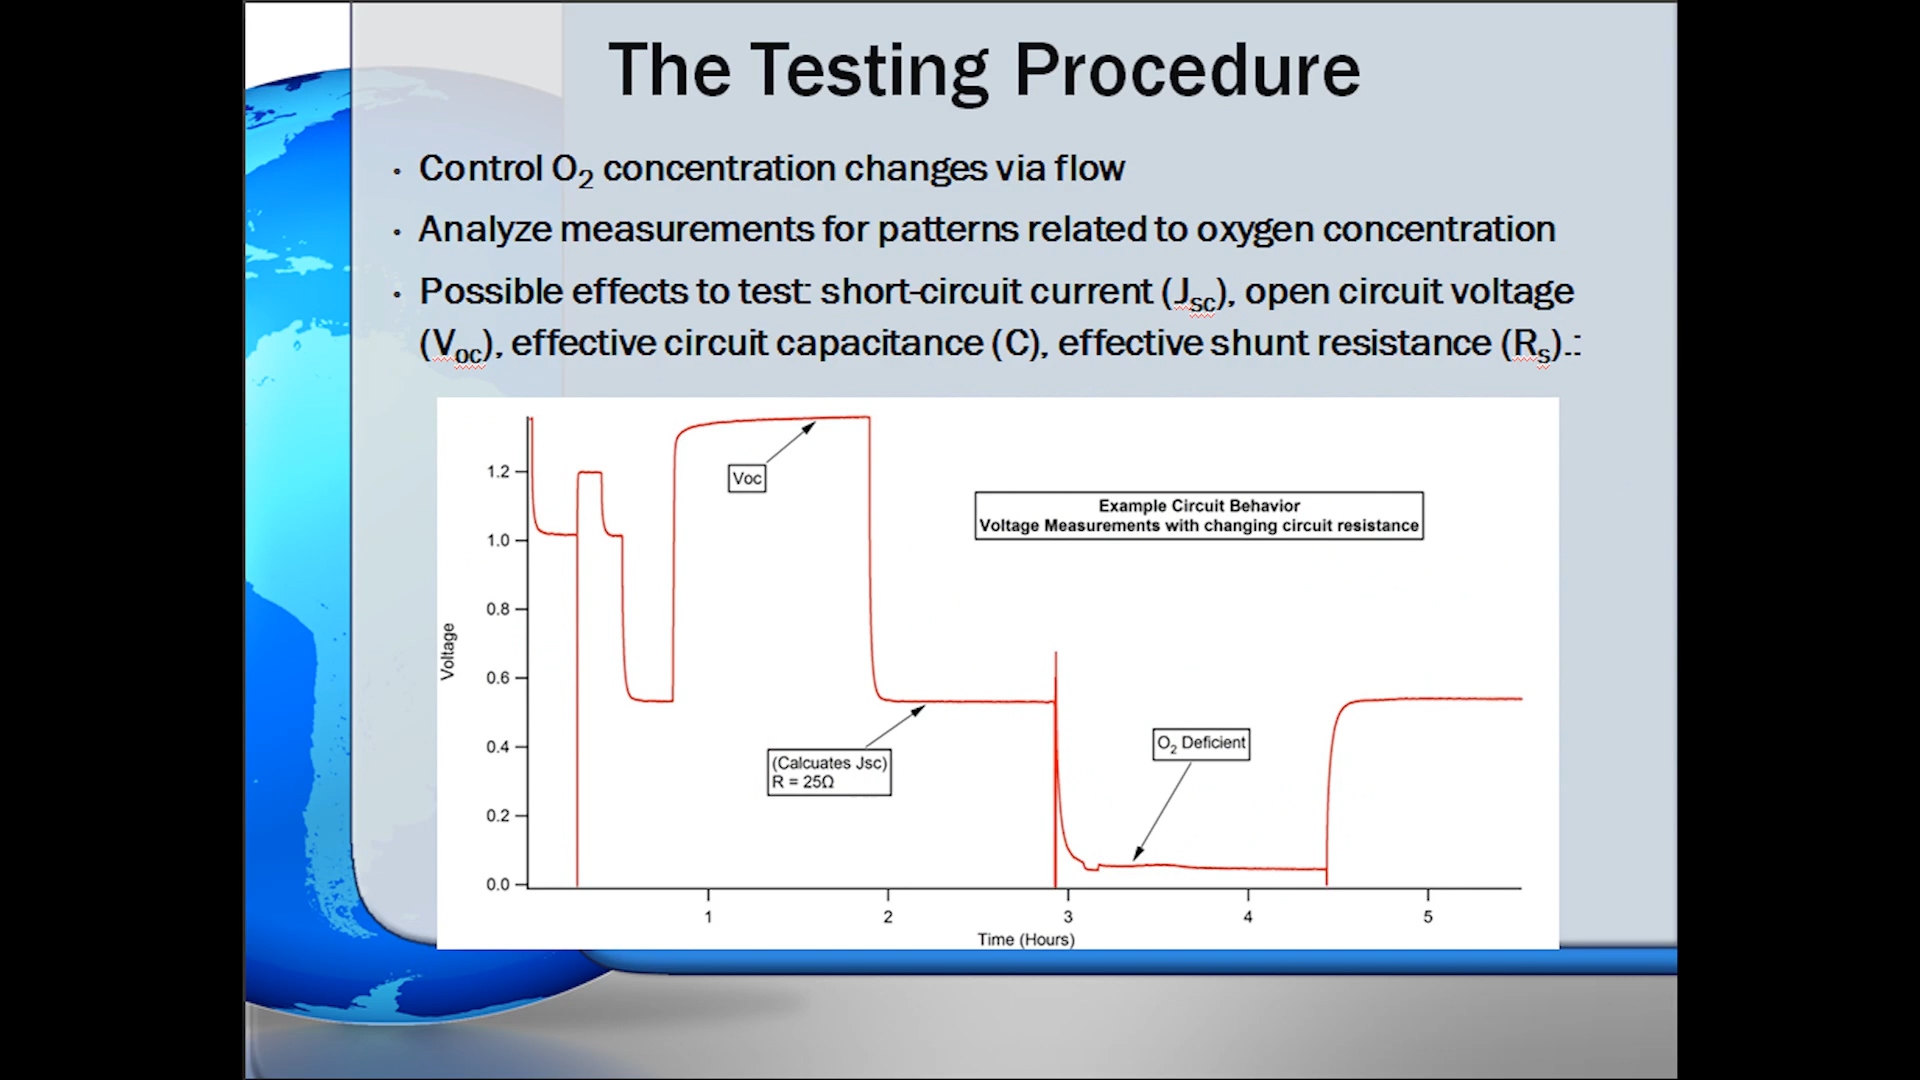 The Testing Procedure
• Control O₂ concentration changes via flow
• Analyze measurements for patterns related to oxygen concentration
• Possible effects to test: short-circuit current (Jsc), open circuit voltage
(Voc), effective circuit capacitance (C), effective shunt resistance (Rs).:
Voc
Example Circuit Behavior
Voltage Measurements with changing circuit resistance
(Calcuates Jsc)
R = 25Ω
O₂ Deficient
Voltage
1.2
1.0
0.8
0.6
0.4
0.2
0.0
1 2 3 4 5
Time (Hours)